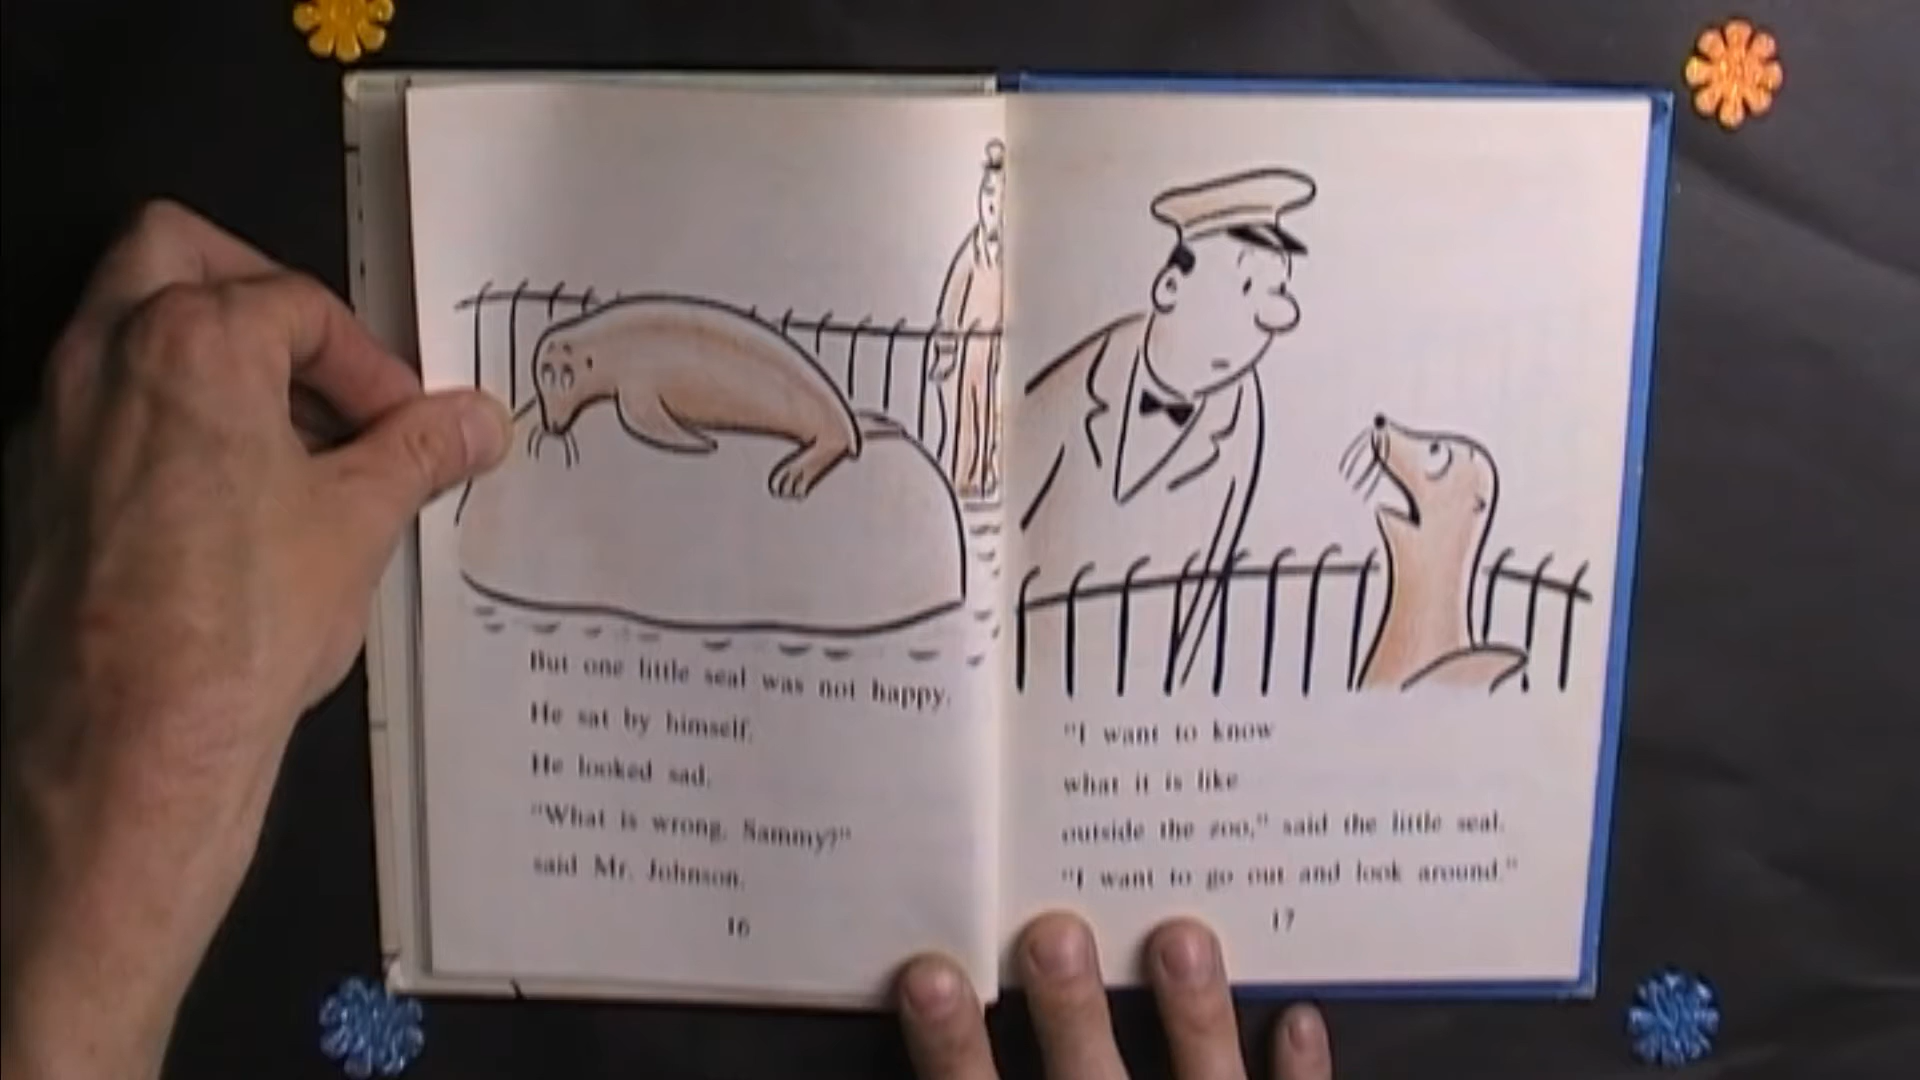 But one little seal was not happy.
He sat by himself.
He looked sad.
"What is wrong, Sammy?"
said Mr. Johnson.
16
"I want to know
what it is like
outside the zoo," said the little seal.
"I want to go out and look around."
17